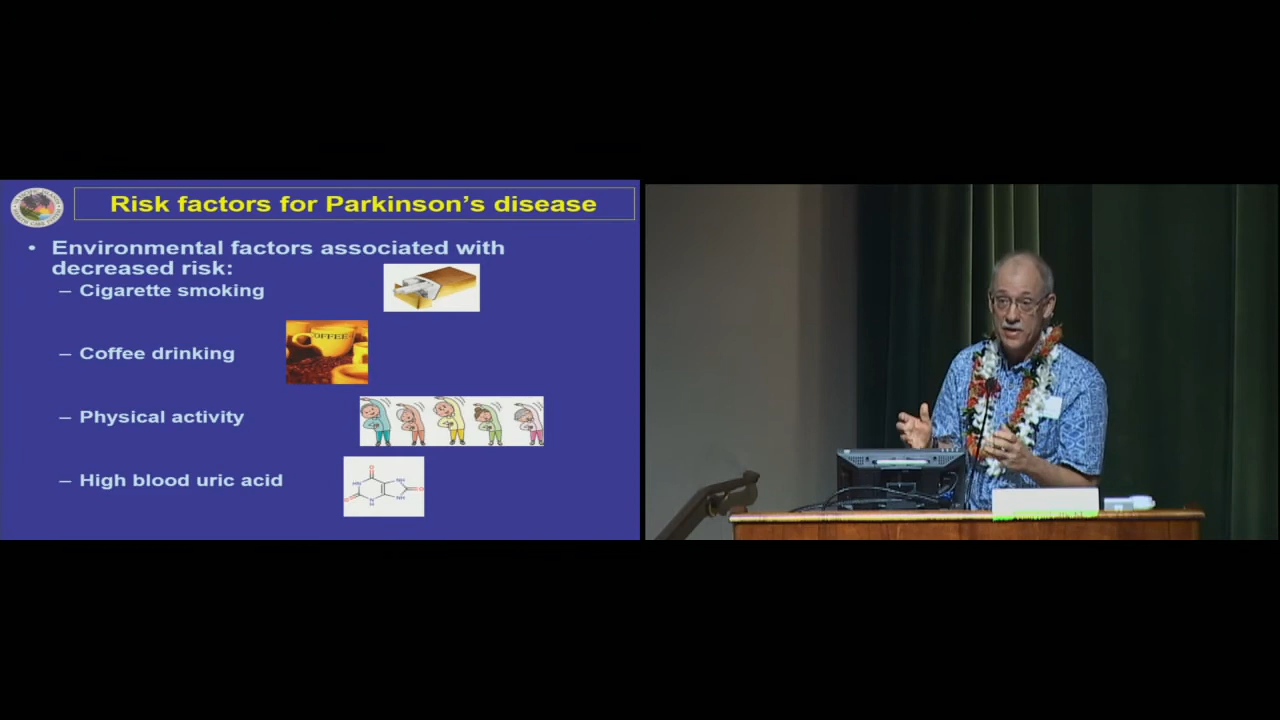 Risk factors for Parkinson's disease
• Environmental factors associated with
decreased risk:
– Cigarette smoking
– Coffee drinking
COFFEE
– Physical activity
– High blood uric acid